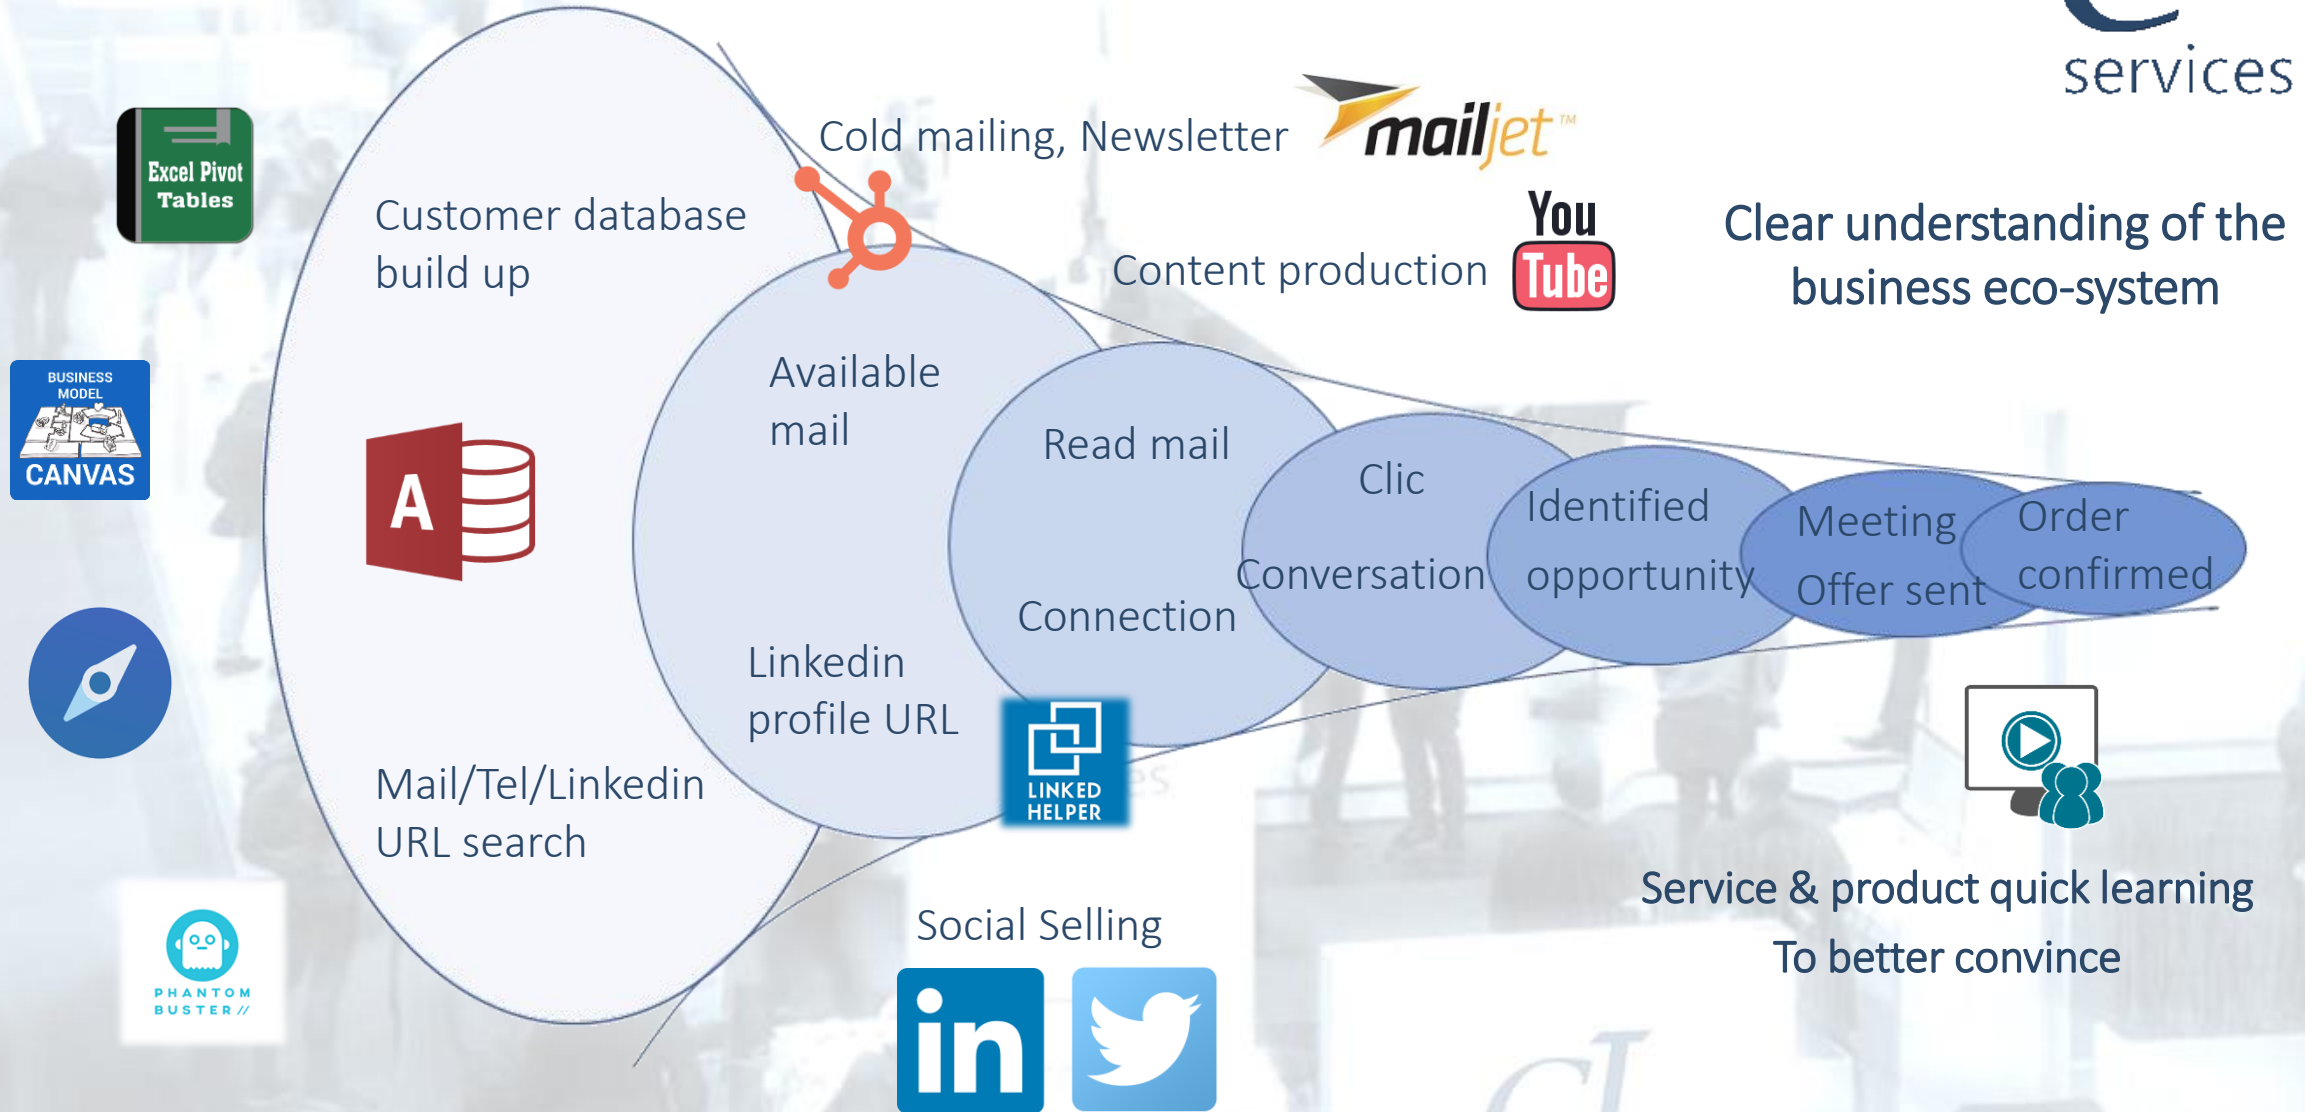 services
Cold mailing, Newsletter
mailjet™
Excel Pivot
Tables
Customer database
build up
You
Tube
Content production
Clear understanding of the
business eco-system
BUSINESS
MODEL
CANVAS
Available
mail
A
Read mail
Clic
Conversation
Identified
opportunity
Meeting
Offer sent
Order
confirmed
Connection
Linkedin
profile URL
LINKED
HELPER
es
Mail/Tel/Linkedin
URL search
PHANTOM
BUSTER//
Social Selling
in
Service & product quick learning
To better convince